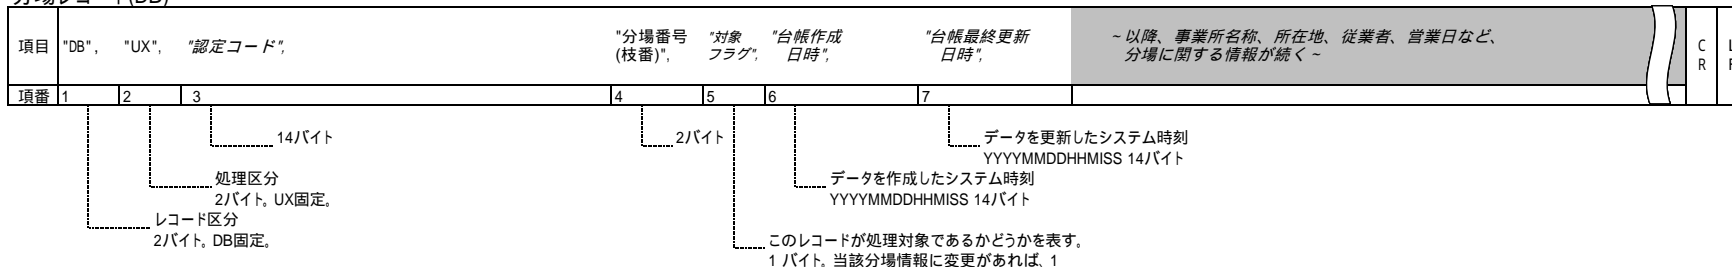 分場レコード(DB)
項目 "DB", "UX", "認定コード", "分場番号 "対象 "台帳作成 "台帳最終更新 ~以降、事業所名称、所在地、従業者、営業日など、 C L
(枝番)", フラグ", 日時", 日時", 分場に関する情報が続く~ R F
項番 1 2 3 4 5 6 7
14バイト 2バイト データを更新したシステム時刻
YYYYMMDDHHMISS 14バイト
処理区分 データを作成したシステム時刻
2バイト。UX固定。 YYYYMMDDHHMISS 14バイト
レコード区分
2バイト。DB固定。 このレコードが処理対象であるかどうかを表す。
1 バイト。当該分場情報に変更があれば、1